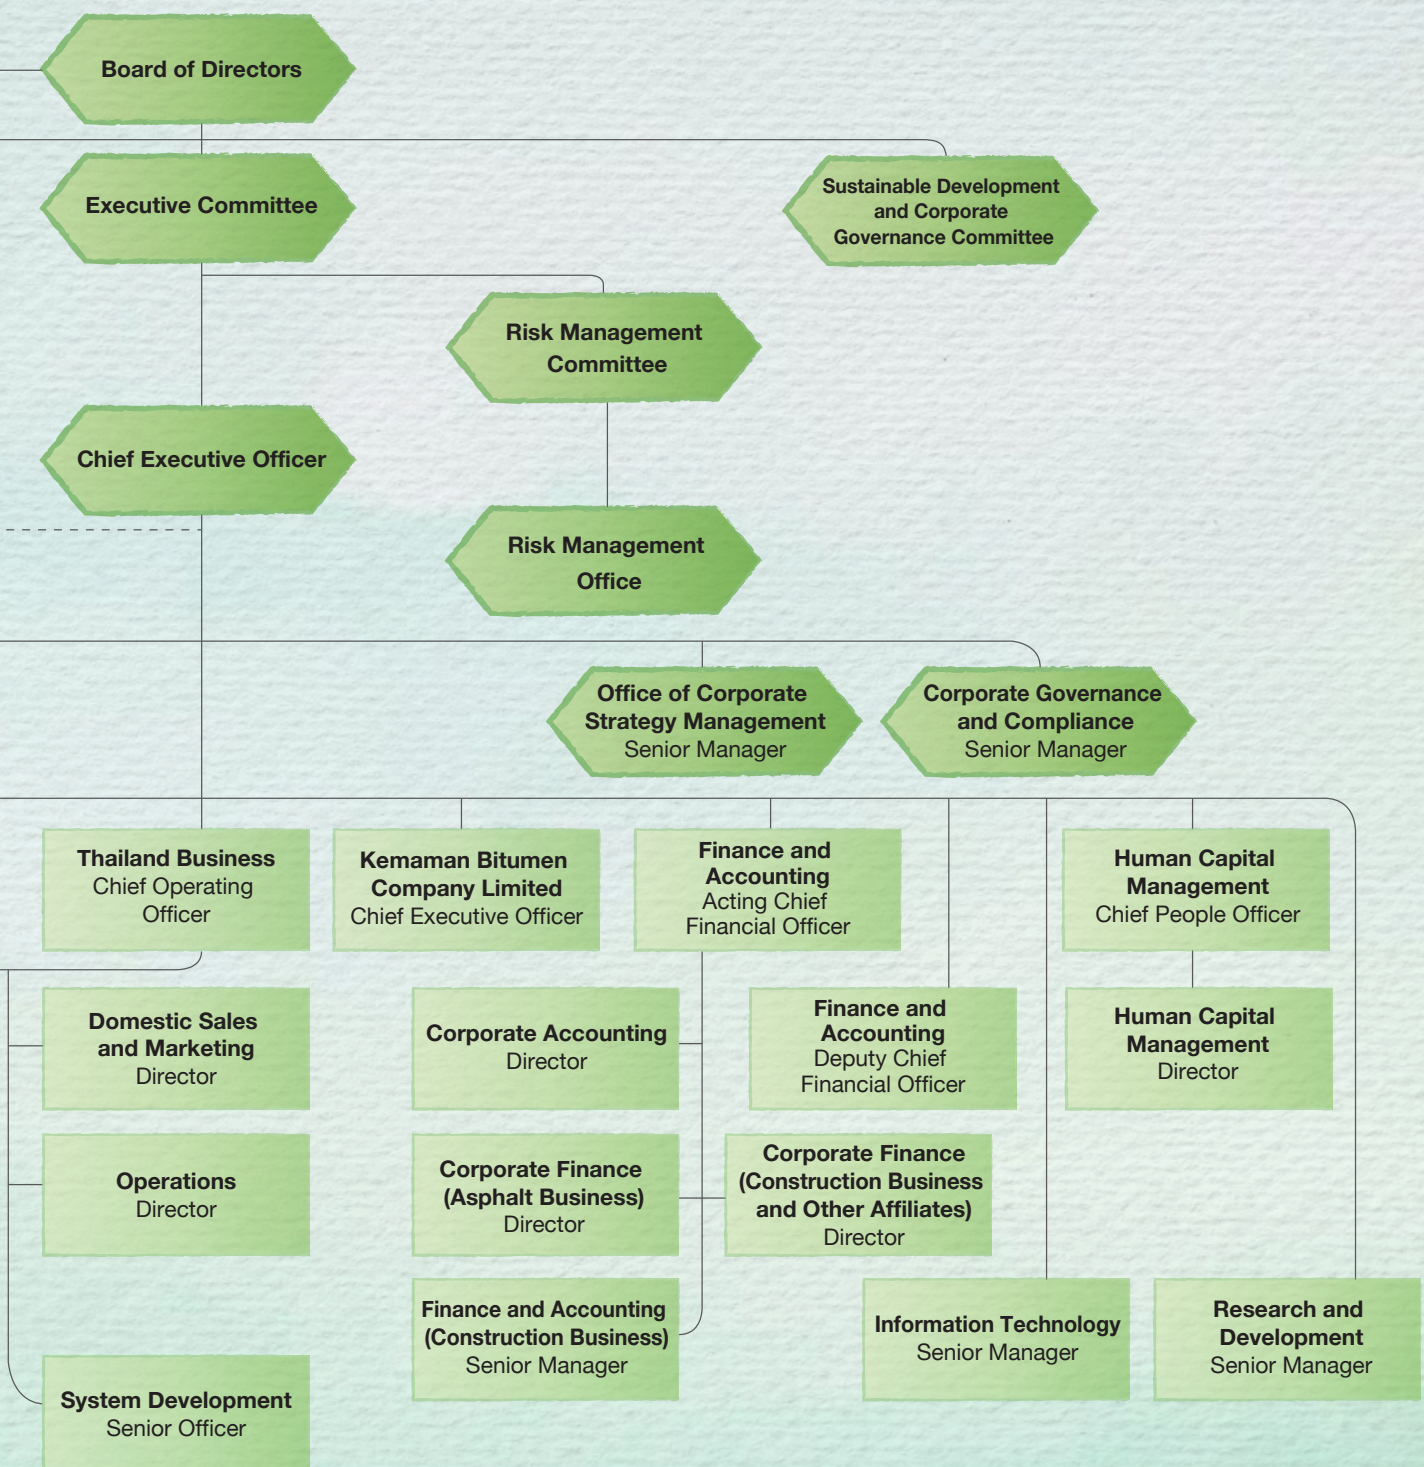 Board of Directors
Executive Committee
Sustainable Development
and Corporate
Governance Committee
Risk Management
Committee
Chief Executive Officer
Risk Management
Office
Office of Corporate
Strategy Management
Senior Manager
Corporate Governance
and Compliance
Senior Manager
Thailand Business
Chief Operating
Officer
Kemaman Bitumen
Company Limited
Chief Executive Officer
Finance and
Accounting
Acting Chief
Financial Officer
Human Capital
Management
Chief People Officer
Domestic Sales
and Marketing
Director
Corporate Accounting
Director
Finance and
Accounting
Deputy Chief
Financial Officer
Human Capital
Management
Director
Operations
Director
Corporate Finance
(Asphalt Business)
Director
Corporate Finance
(Construction Business
and Other Affiliates)
Director
Finance and Accounting
(Construction Business)
Senior Manager
Information Technology
Senior Manager
Research and
Development
Senior Manager
System Development
Senior Officer